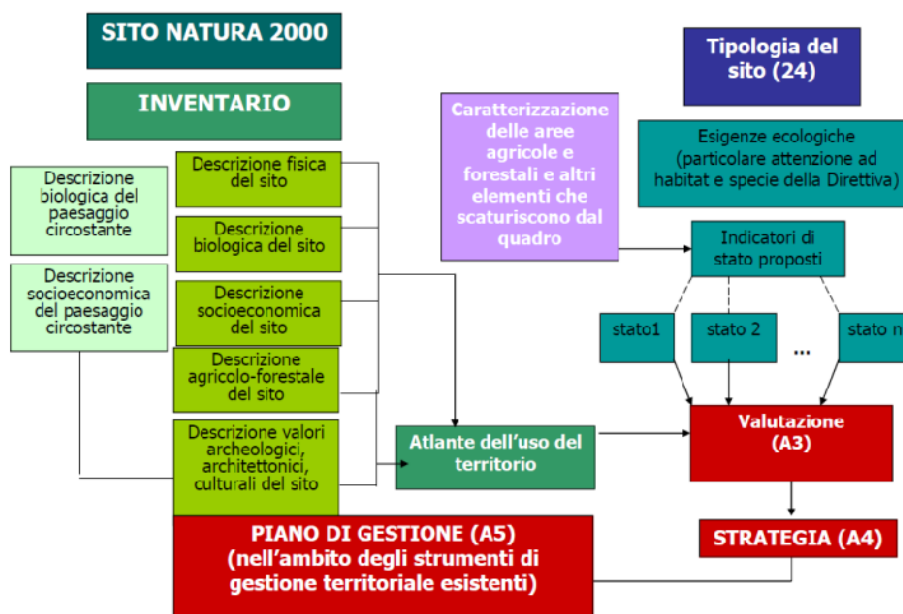 SITO NATURA 2000
INVENTARIO
Descrizione
biologica del
paesaggio
circostante
Descrizione
socioeconomica
del paesaggio
circostante
Descrizione fisica
del sito
Descrizione
biologica del sito
Descrizione
socioeconomica
del sito
Descrizione
agricolo-forestale
del sito
Descrizione valori
archeologici,
architettonici,
culturali del sito
Caratterizzazione
delle aree
agricole e
forestali e altri
elementi che
scaturiscono dal
quadro
Tipologia del
sito (24)
Esigenze ecologiche
(particolare attenzione ad
habitat e specie della Direttiva)
Indicatori di
stato proposti
stato1
stato 2
...
stato n
Atlante dell'uso del
territorio
Valutazione
(A3)
STRATEGIA (A4)
PIANO DI GESTIONE (A5)
(nell'ambito degli strumenti di
gestione territoriale esistenti)